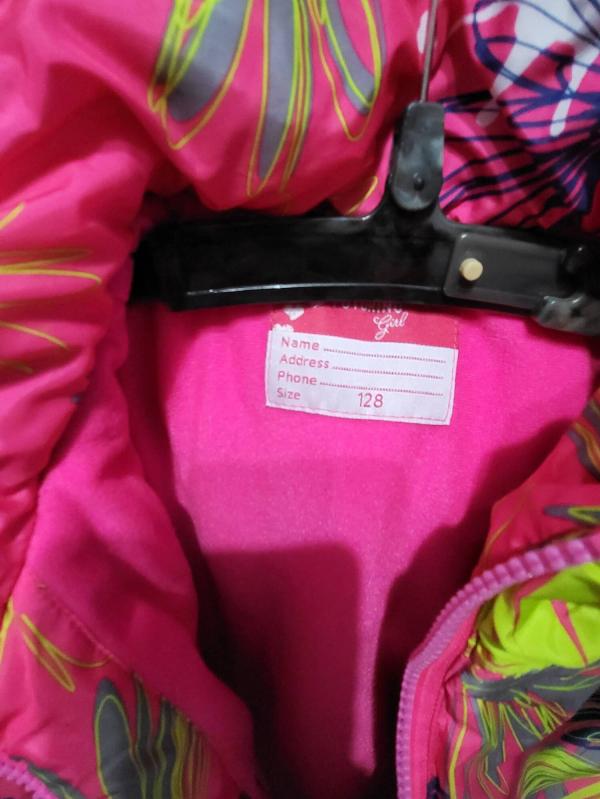 Girl
Name
Address
Phone
Size 128